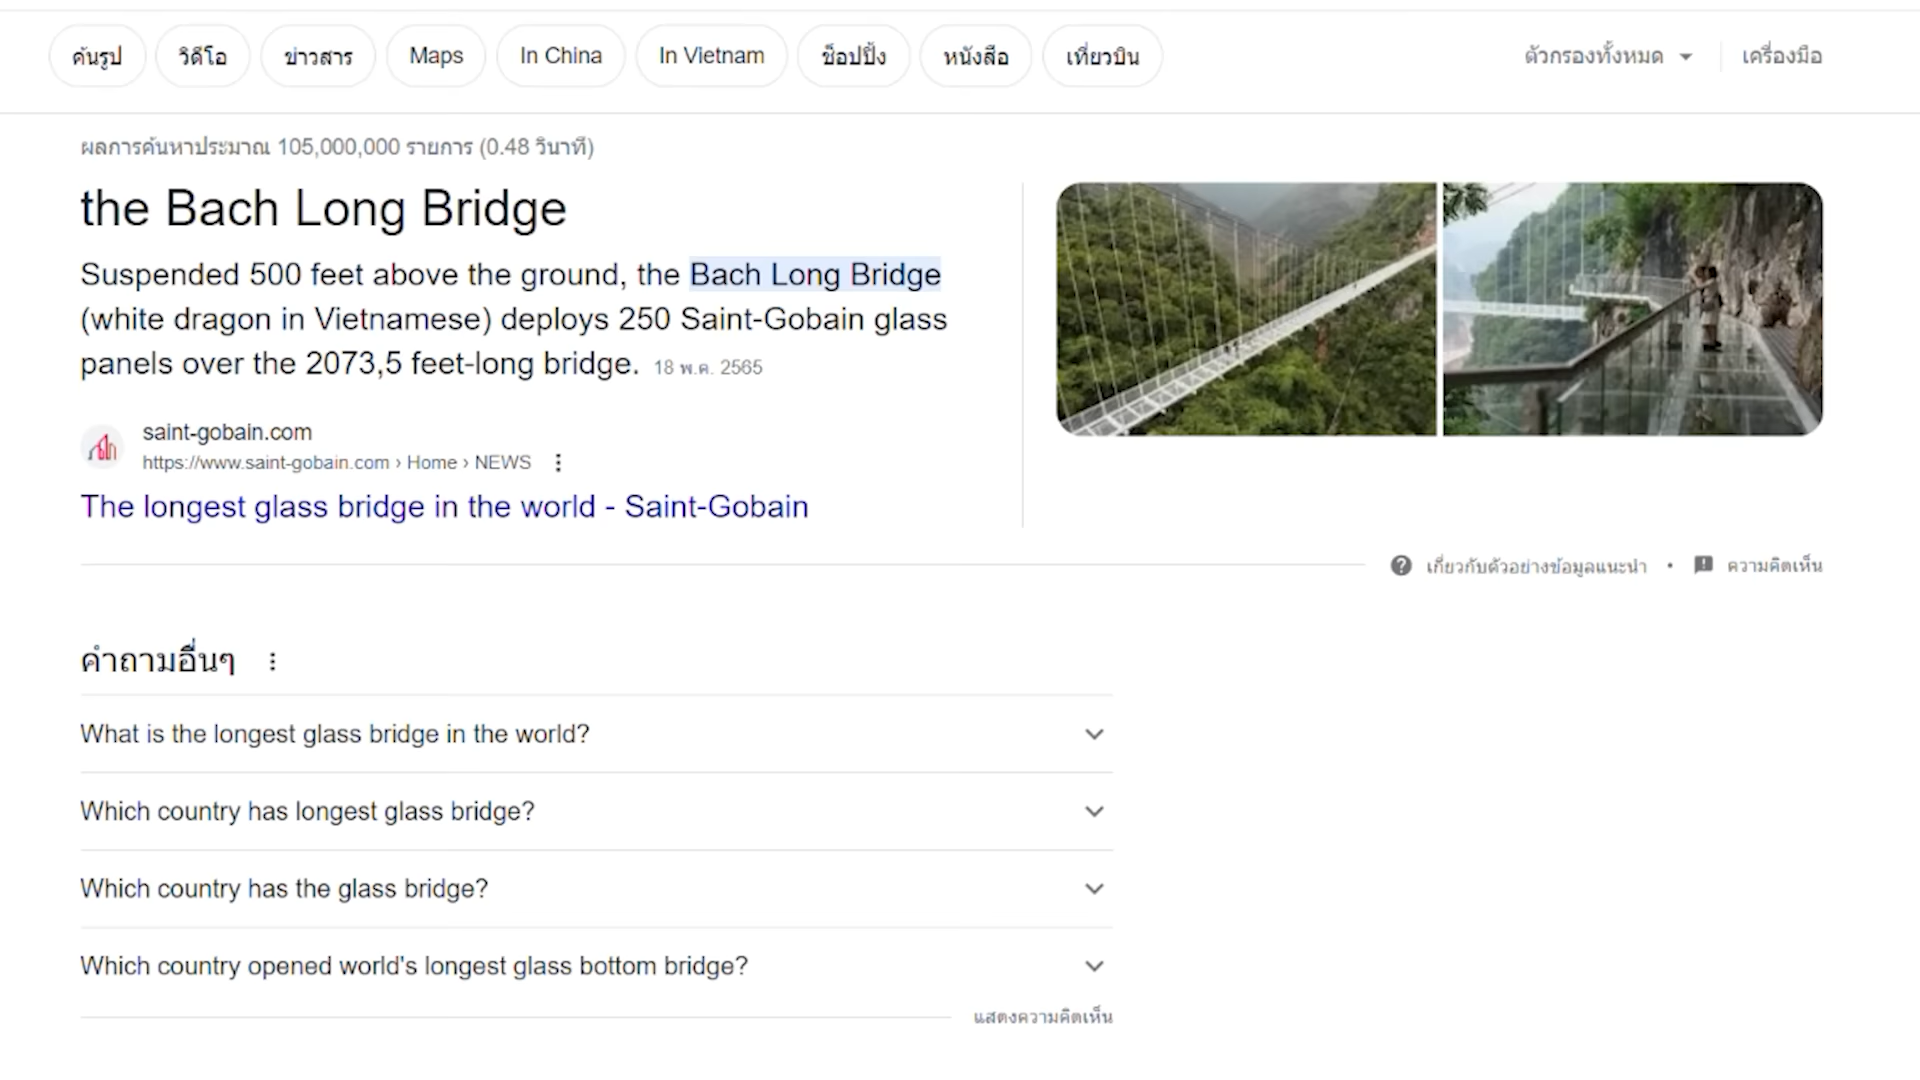 ค้นรูป วิดีโอ ข่าวสาร Maps In China In Vietnam ช็อปปิ้ง หนังสือ เที่ยวบิน ตัวกรองทั้งหมด เครื่องมือ
ผลการค้นหาประมาณ 105,000,000 รายการ (0.48 วินาที)
the Bach Long Bridge
Suspended 500 feet above the ground, the Bach Long Bridge
(white dragon in Vietnamese) deploys 250 Saint-Gobain glass
panels over the 2073,5 feet-long bridge. 18 พ.ค. 2565
saint-gobain.com
https://www.saint-gobain.com › Home › NEWS
The longest glass bridge in the world - Saint-Gobain
เกี่ยวกับตัวอย่างข้อมูลแนะนำ • ความคิดเห็น
คำถามอื่นๆ
What is the longest glass bridge in the world?
Which country has longest glass bridge?
Which country has the glass bridge?
Which country opened world's longest glass bottom bridge?
แสดงความคิดเห็น